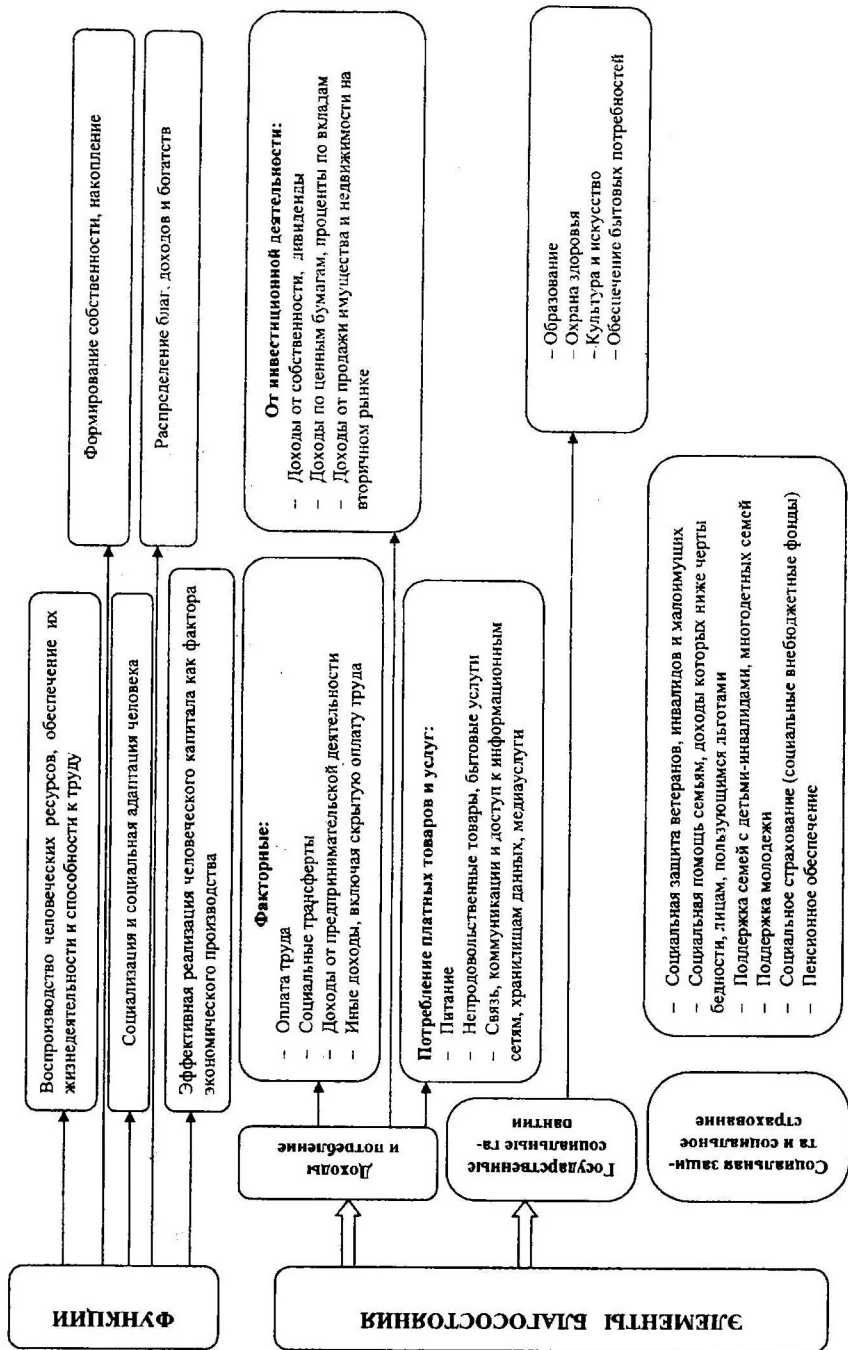 ФУНКЦИИ
Воспроизводство человеческих ресурсов, обеспечение их
жизнедеятельности и способности к труду
Формирование собственности, накопление
Социализация и социальная адаптация человека
Распределение благ, доходов и богатств
Эффективная реализация человеческого капитала как фактора
экономического производства
ЭЛЕМЕНТЫ БЛАГОСОСТОЯНИЯ
Доходы
и потребление
Факторные:
– Оплата труда
– Социальные трансферты
– Доходы от предпринимательской деятельности
– Иные доходы, включая скрытую оплату труда
От инвестиционной деятельности:
– Доходы от собственности, дивиденды
– Доходы по ценным бумагам, проценты по вкладам
– Доходы от продажи имущества и недвижимости на
вторичном рынке
Потребление платных товаров и услуг:
– Питание
– Непродовольственные товары, бытовые услуги
– Связь, коммуникации и доступ к информационным
сетям, хранилищам данных, медиауслуги
Государственные
социальные га-
рантии
– Образование
– Охрана здоровья
– Культура и искусство
– Обеспечение бытовых потребностей
Социальная защи-
та и социальное
страхование
– Социальная защита ветеранов, инвалидов и малоимущих
– Социальная помощь семьям, доходы которых ниже черты
бедности, лицам, пользующимся льготами
– Поддержка семей с детьми-инвалидами, многодетных семей
– Поддержка молодежи
– Социальное страхование (социальные внебюджетные фонды)
– Пенсионное обеспечение